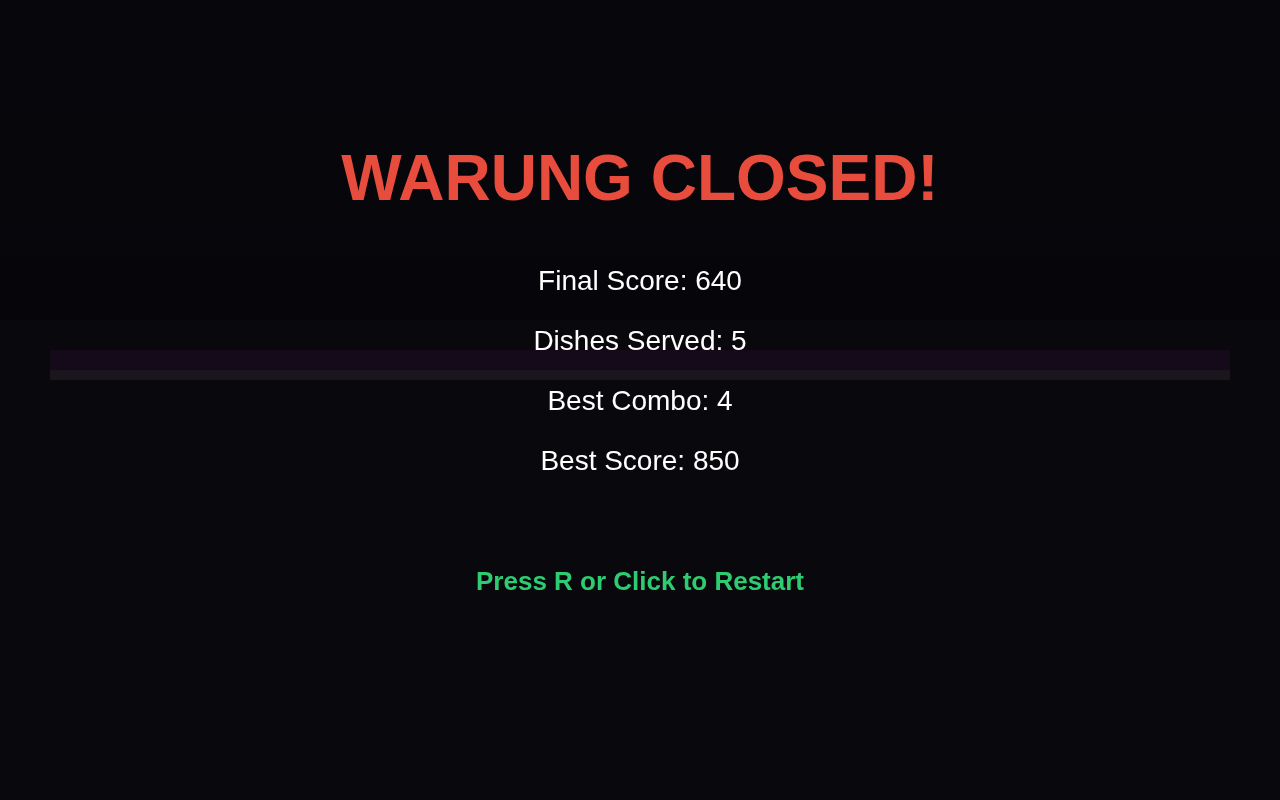 WARUNG CLOSED!
Final Score: 640
Dishes Served: 5
Best Combo: 4
Best Score: 850
Press R or Click to Restart